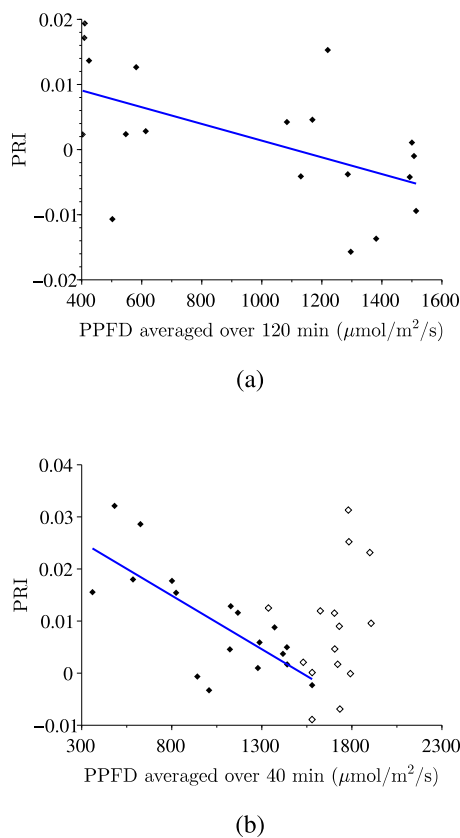 0.02
0.01
0
−0.01
−0.02
PRI
400 600 800 1000 1200 1400 1600
PPFD averaged over 120 min (μmol/m²/s)
(a)
0.04
0.03
0.02
0.01
0
−0.01
PRI
300 800 1300 1800 2300
PPFD averaged over 40 min (μmol/m²/s)
(b)